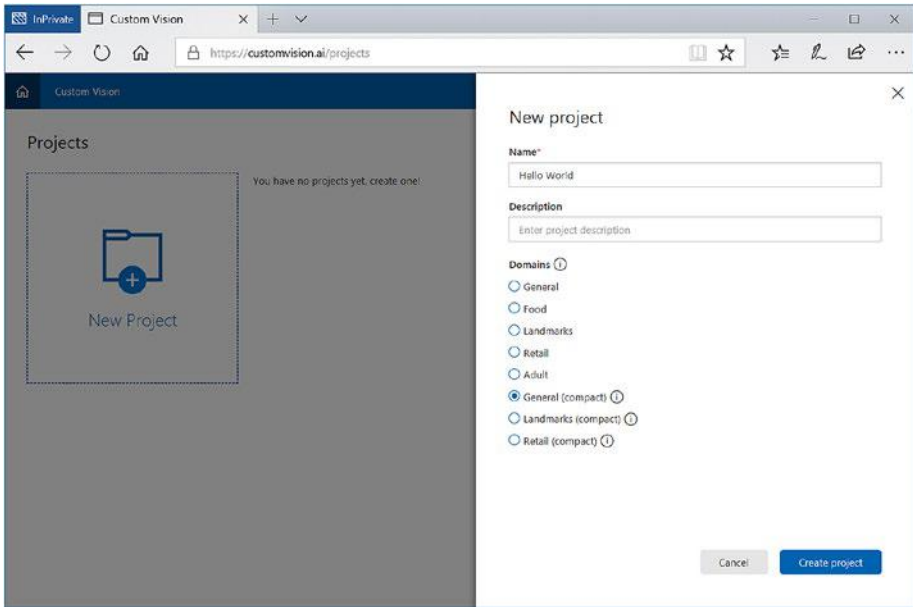 InPrivate
Custom Vision
https://customvision.ai/projects
Custom Vision
Projects
You have no projects yet, create one!
New Project
New project
Name*
Hello World
Description
Enter project description
Domains
General
Food
Landmarks
Retail
Adult
General (compact)
Landmarks (compact)
Retail (compact)
Cancel
Create project